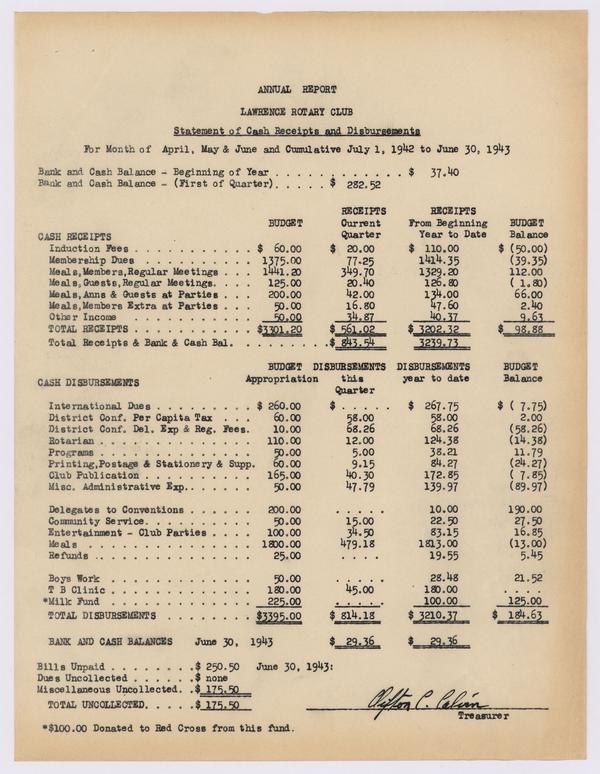 ANNUAL REPORT
LAWRENCE ROTARY CLUB
Statement of Cash Receipts and Disbursements
For Month of April, May & June and Cumulative July 1, 1942 to June 30, 1943
Bank and Cash Balance - Beginning of Year . . . . . . . . . . . . $ 37.40
Bank and Cash Balance - (First of Quarter). . . . . $ 282.52
RECEIPTS RECEIPTS
BUDGET Current From Beginning BUDGET
CASH RECEIPTS Quarter Year to Date Balance
Induction Fees . . . . . . . . . . . $ 60.00 $ 20.00 $ 110.00 $ (50.00)
Membership Dues . . . . . . . . . . 1375.00 77.25 1414.35 (39.35)
Meals,Members,Regular Meetings . . . 1441.20 349.70 1329.20 112.00
Meals,Guests,Regular Meetings. . . . 125.00 20.40 126.80 ( 1.80)
Meals,Anns & Guests at Parties . . . 200.00 42.00 134.00 66.00
Meals,Members Extra at Parties . . . 50.00 16.80 47.60 2.40
Other Income . . . . . . . . . . . . 50.00 34.87 40.37 9.63
TOTAL RECEIPTS . . . . . . . . . . . $3301.20 $ 561.02 $ 3202.32 $ 98.88
Total Receipts & Bank & Cash Bal. . . . . . . . . . $ 843.54 3239.73
BUDGET DISBURSEMENTS DISBURSEMENTS BUDGET
CASH DISBURSEMENTS Appropriation this year to date Balance
Quarter
International Dues . . . . . . . . . $ 260.00 $ . . . . . $ 267.75 $ ( 7.75)
District Conf. Per Capita Tax . . . 60.00 58.00 58.00 2.00
District Conf. Del. Exp & Reg. Fees. 10.00 68.26 68.26 (58.26)
Rotarian . . . . . . . . . . . . . . 110.00 12.00 124.38 (14.38)
Programs . . . . . . . . . . . . . . 50.00 5.00 38.21 11.79
Printing,Postage & Stationery & Supp. 60.00 9.15 84.27 (24.27)
Club Publication . . . . . . . . . . 165.00 40.30 172.85 ( 7.85)
Misc. Administrative Exp. . . . . . . 50.00 47.79 139.97 (89.97)
Delegates to Conventions . . . . . . 200.00 . . . . . 10.00 190.00
Community Service. . . . . . . . . . 50.00 15.00 22.50 27.50
Entertainment - Club Parties . . . . 100.00 34.50 83.15 16.85
Meals . . . . . . . . . . . . . . . 1800.00 479.18 1813.00 (13.00)
Refunds . . . . . . . . . . . . . . 25.00 . . . . 19.55 5.45
Boys Work . . . . . . . . . . . . . 50.00 . . . . 28.48 21.52
T B Clinic . . . . . . . . . . . . . 180.00 45.00 180.00 . . . .
*Milk Fund . . . . . . . . . . . . . 225.00 . . . . . 100.00 125.00
TOTAL DISBURSEMENTS . . . . . . . . $3395.00 $ 814.18 $ 3210.37 $ 184.63
BANK AND CASH BALANCES June 30, 1943 $ 29.36 $ 29.36
Bills Unpaid . . . . . . . . $ 250.50 June 30, 1943:
Dues Uncollected . . . . . . $ none
Miscellaneous Uncollected. . $ 175.50
TOTAL UNCOLLECTED. . . . . $ 175.50
Clifton C. Calvin
Treasurer
*$100.00 Donated to Red Cross from this fund.